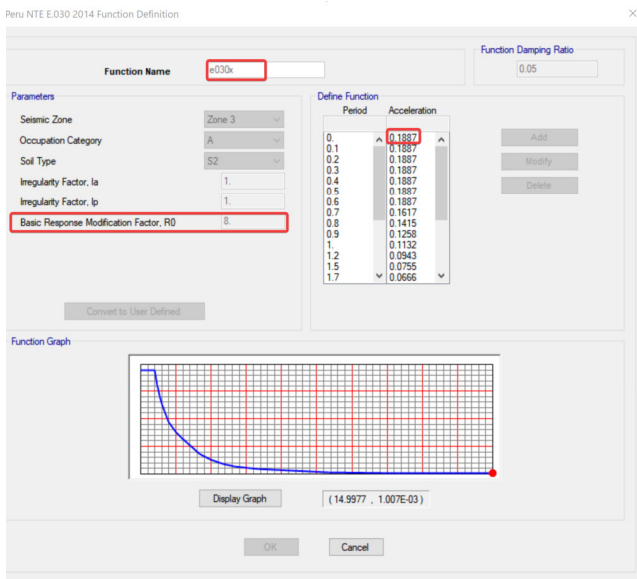 Peru NTE E.030 2014 Function Definition
Function Name
e030x
Function Damping Ratio
0.05
Parameters
Seismic Zone
Zone 3
Occupation Category
A
Soil Type
S2
Irregularity Factor, Ia
1.
Irregularity Factor, Ip
1.
Basic Response Modification Factor, R0
8.
Convert to User Defined
Define Function
Period Acceleration
0. 0.1887
0.1 0.1887
0.2 0.1887
0.3 0.1887
0.4 0.1887
0.5 0.1887
0.6 0.1887
0.7 0.1617
0.8 0.1415
0.9 0.1258
1. 0.1132
1.2 0.0943
1.5 0.0755
1.7 0.0666
Add
Modify
Delete
Function Graph
Display Graph
(14.9977 , 1.007E-03)
OK
Cancel